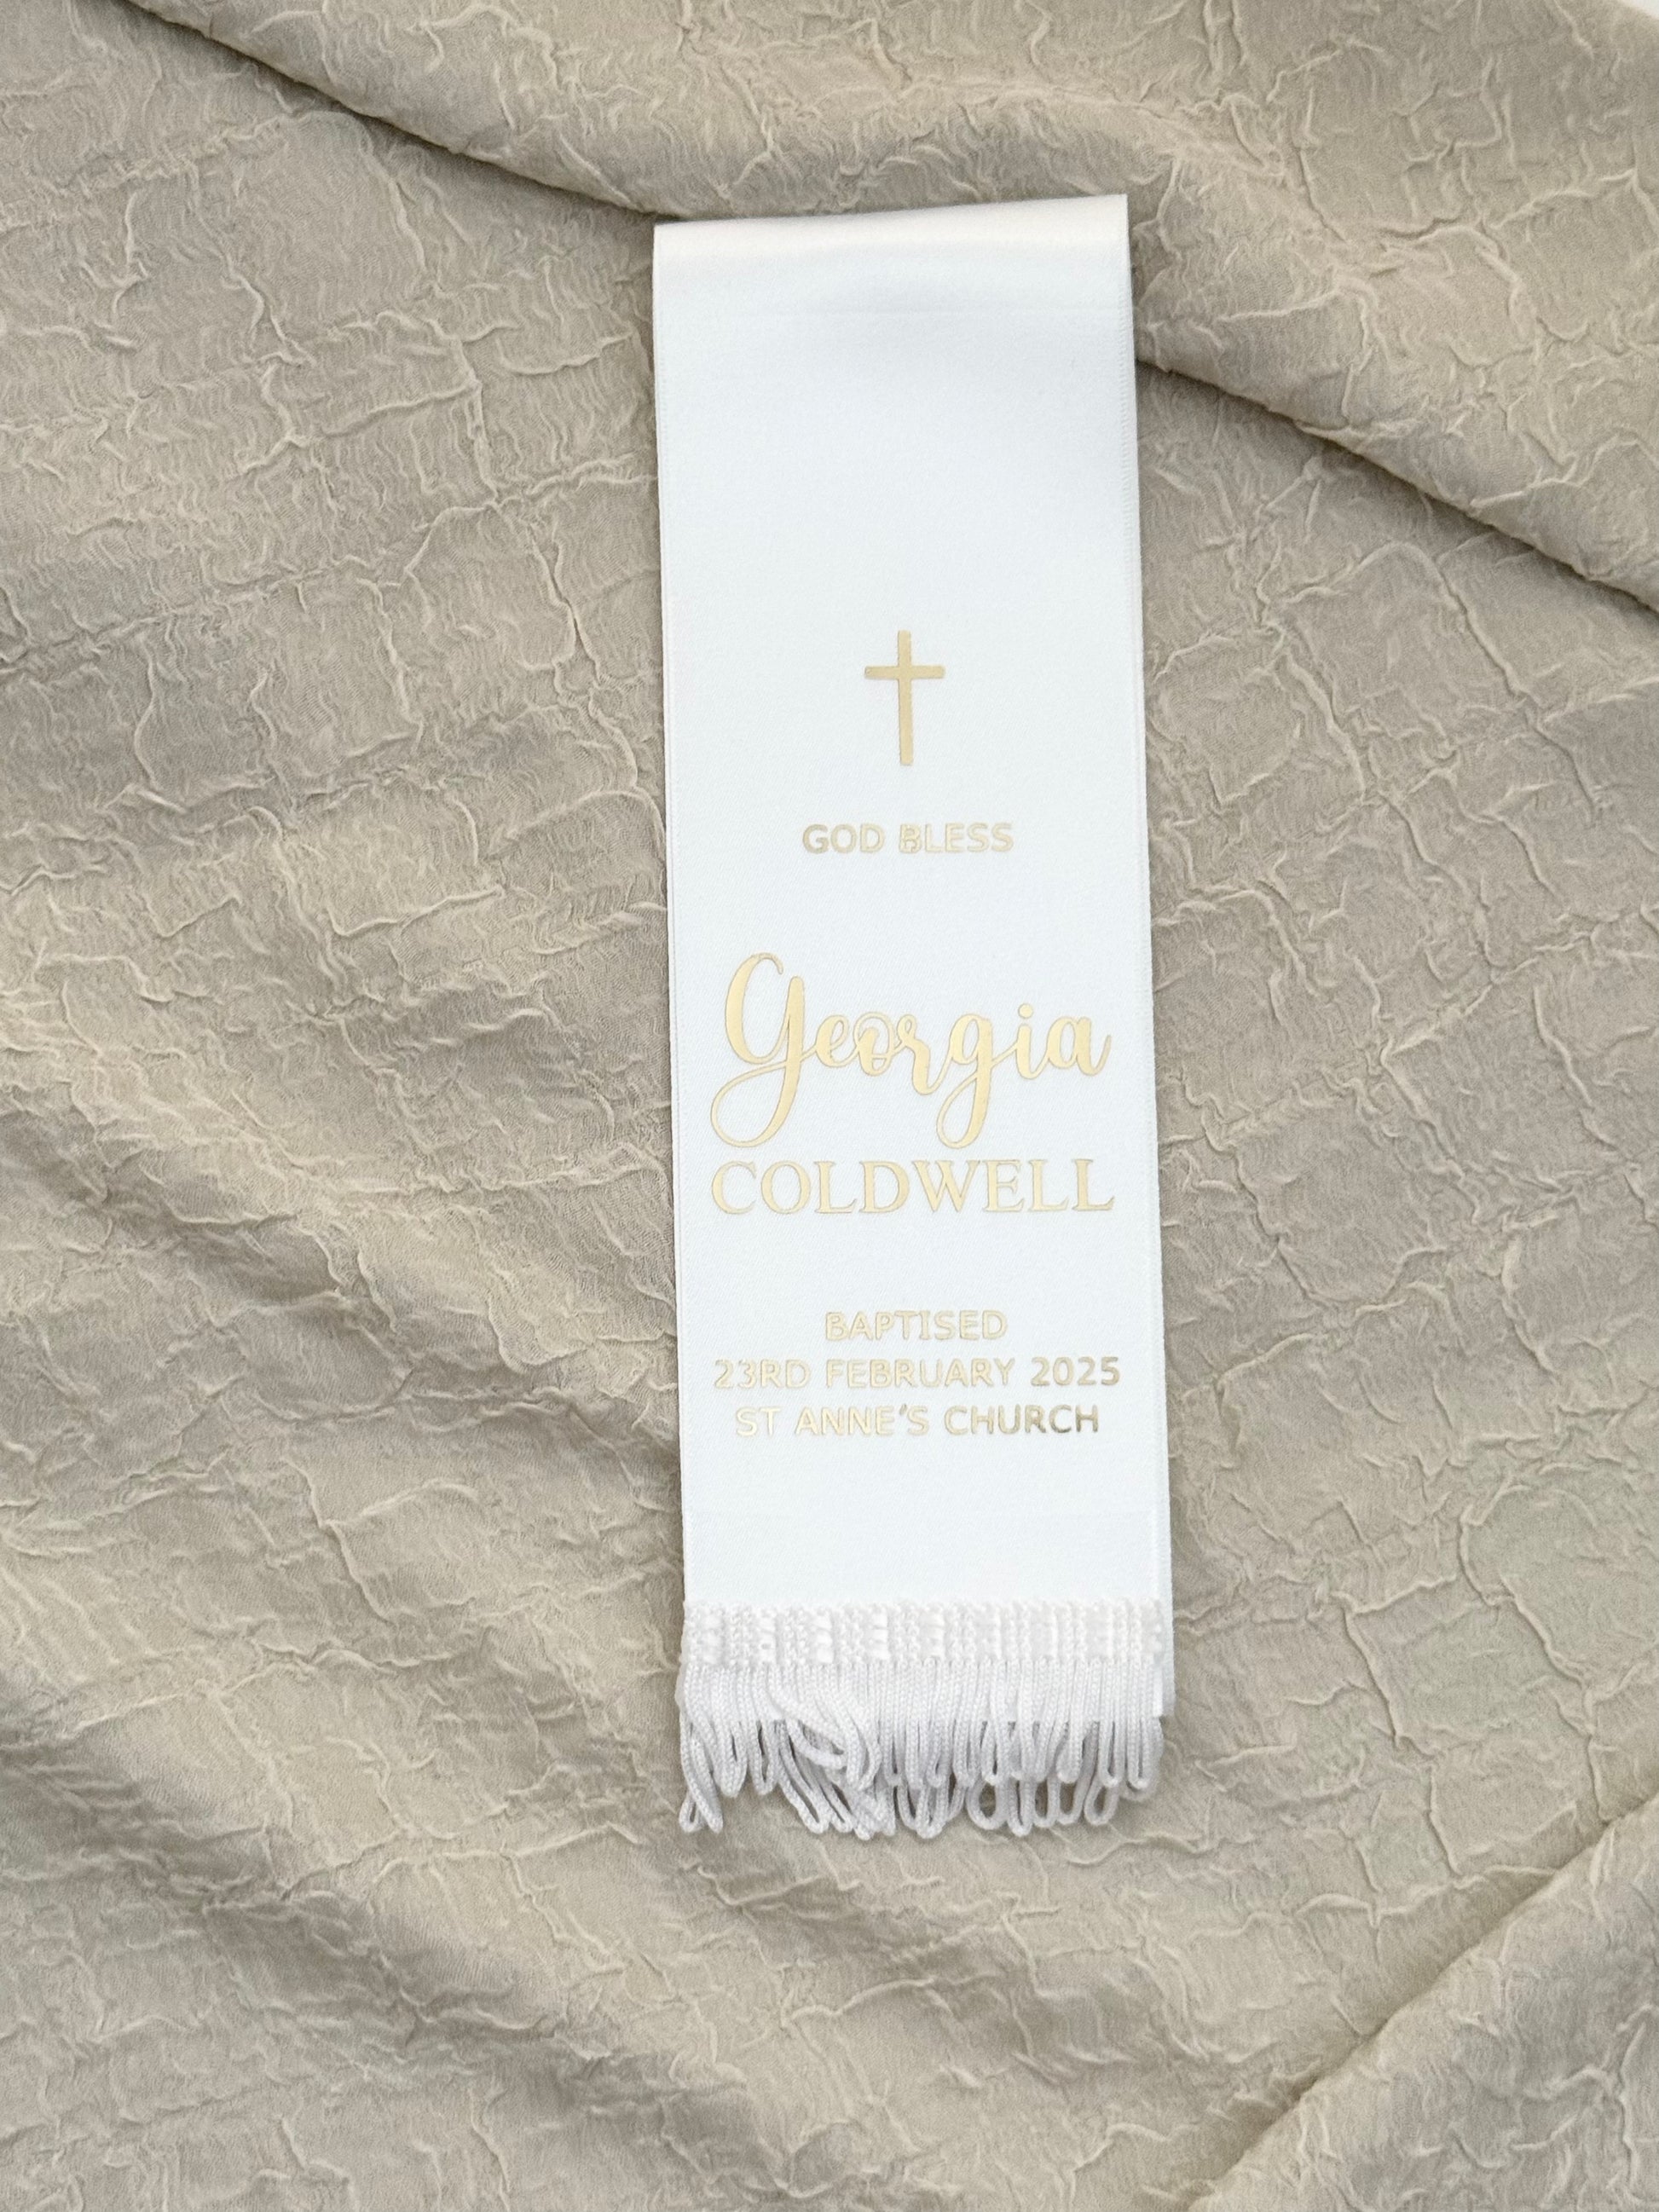 GOD BLESS
Georgia
COLDWELL
BAPTISED
23RD FEBRUARY 2025
ST ANNE'S CHURCH